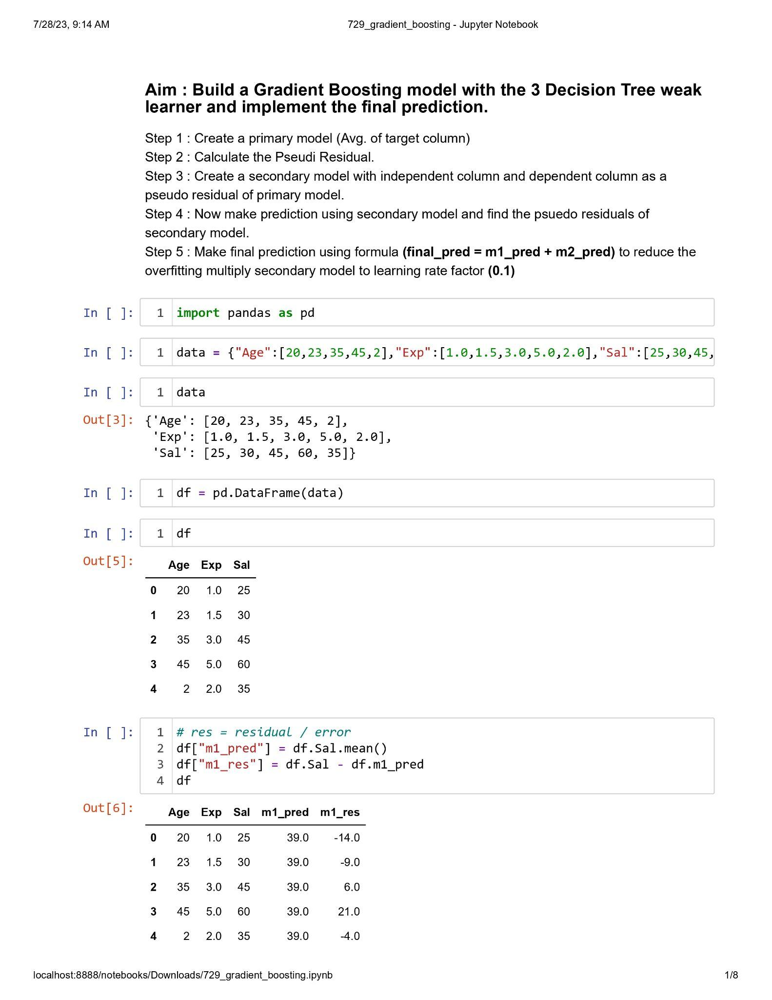 7/28/23, 9:14 AM 729_gradient_boosting - Jupyter Notebook
Aim : Build a Gradient Boosting model with the 3 Decision Tree weak
learner and implement the final prediction.
Step 1 : Create a primary model (Avg. of target column)
Step 2 : Calculate the Pseudi Residual.
Step 3 : Create a secondary model with independent column and dependent column as a
pseudo residual of primary model.
Step 4 : Now make prediction using secondary model and find the psuedo residuals of
secondary model.
Step 5 : Make final prediction using formula (final_pred = m1_pred + m2_pred) to reduce the
overfitting multiply secondary model to learning rate factor (0.1)
In [ ]: 1 import pandas as pd
In [ ]: 1 data = {"Age":[20,23,35,45,2],"Exp":[1.0,1.5,3.0,5.0,2.0],"Sal":[25,30,45,
In [ ]: 1 data
Out[3]: {'Age': [20, 23, 35, 45, 2],
'Exp': [1.0, 1.5, 3.0, 5.0, 2.0],
'Sal': [25, 30, 45, 60, 35]}
In [ ]: 1 df = pd.DataFrame(data)
In [ ]: 1 df
Out[5]:
Age Exp Sal
0 20 1.0 25
1 23 1.5 30
2 35 3.0 45
3 45 5.0 60
4 2 2.0 35
In [ ]: 1 # res = residual / error
2 df["m1_pred"] = df.Sal.mean()
3 df["m1_res"] = df.Sal - df.m1_pred
4 df
Out[6]:
Age Exp Sal m1_pred m1_res
0 20 1.0 25 39.0 -14.0
1 23 1.5 30 39.0 -9.0
2 35 3.0 45 39.0 6.0
3 45 5.0 60 39.0 21.0
4 2 2.0 35 39.0 -4.0
localhost:8888/notebooks/Downloads/729_gradient_boosting.ipynb 1/8